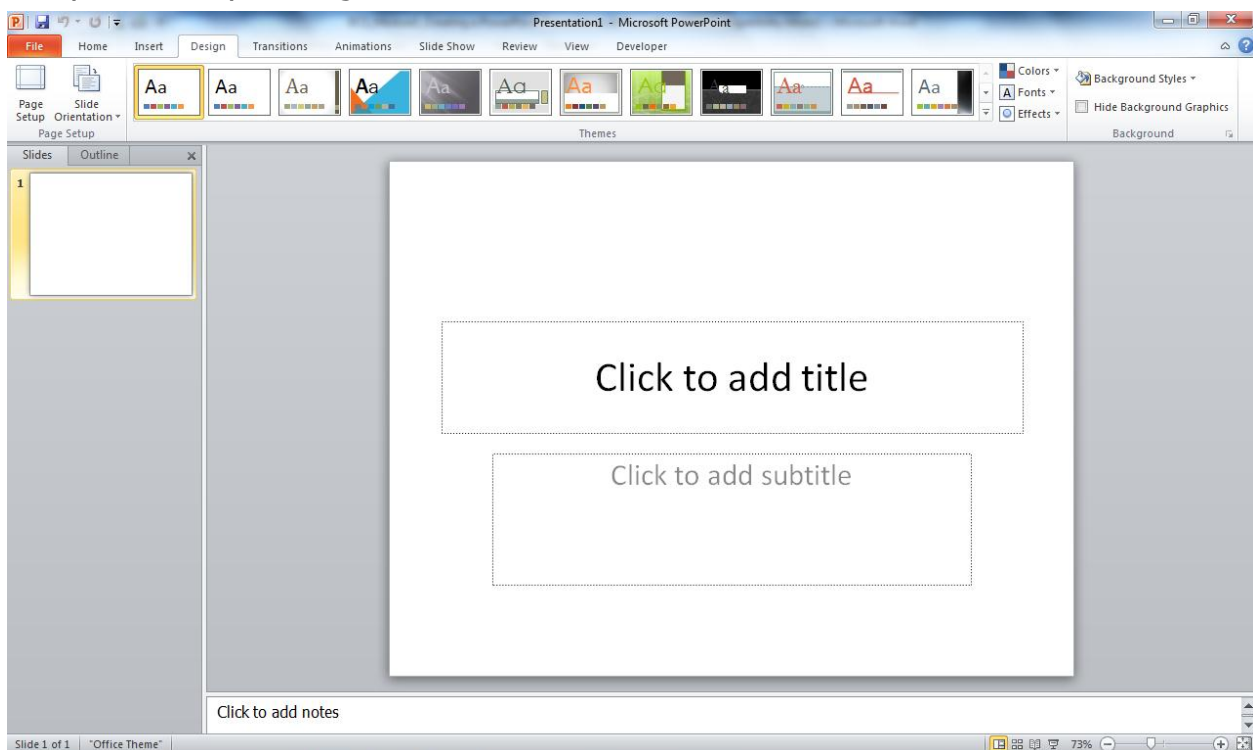 Presentation1 - Microsoft PowerPoint
File Home Insert Design Transitions Animations Slide Show Review View Developer
Page Setup
Slide Orientation
Aa Aa Aa Aa Aa Aa Aa Aa Aa Aa Aa Aa
Colors
Fonts
Effects
Background Styles
Hide Background Graphics
Page Setup Themes Background
Slides Outline
1
Click to add title
Click to add subtitle
Click to add notes
Slide 1 of 1 "Office Theme" 73%